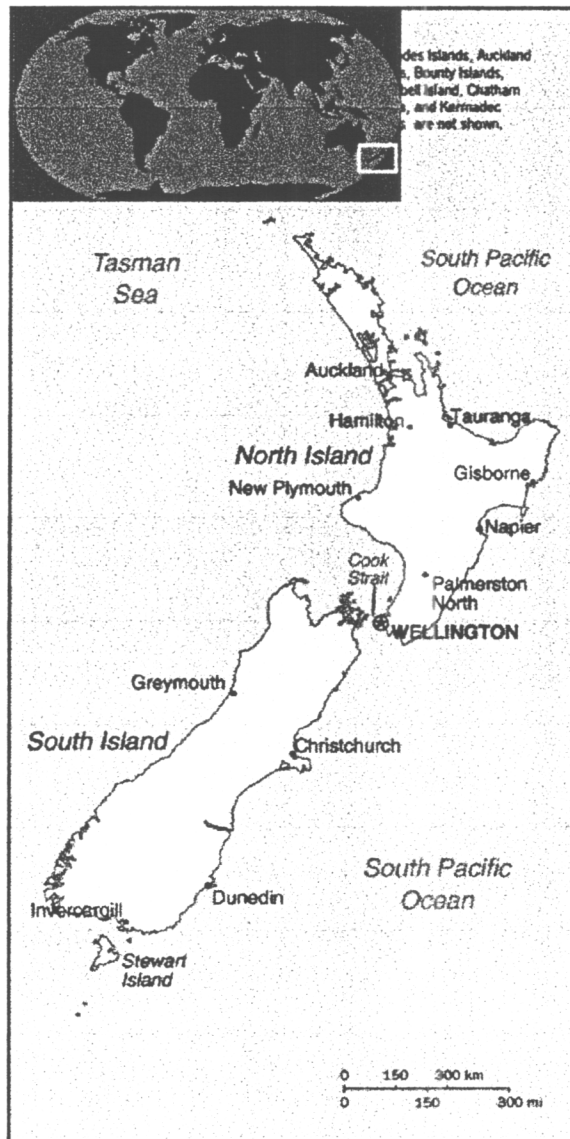 des Islands, Auckland
s, Bounty Islands,
bell Island, Chatham
s, and Kermadec
s are not shown.
Tasman
Sea
South Pacific
Ocean
Auckland
Hamilton
Tauranga
North Island
Gisborne
New Plymouth
Napier
Cook
Strait
Palmerston
North
WELLINGTON
Greymouth
South Island
Christchurch
South Pacific
Ocean
Dunedin
Invercargill
Stewart
Island
0 150 300 km
0 150 300 mi